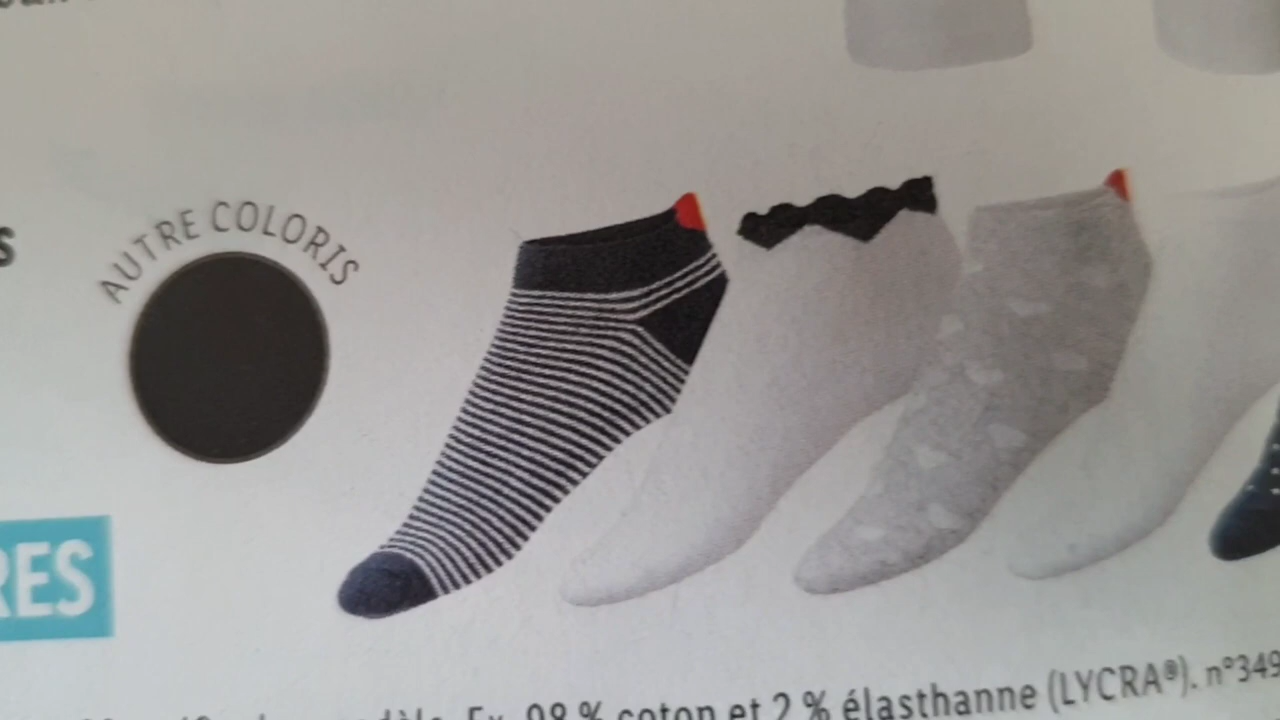 AUTRE COLORIS
RES
98 % coton et 2 % élasthanne (LYCRA®). n°349